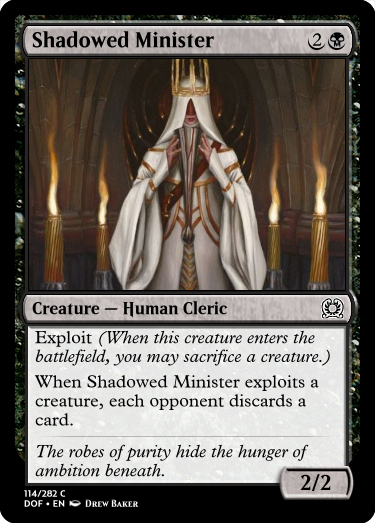 Shadowed Minister 2
Creature — Human Cleric
Exploit (When this creature enters the
battlefield, you may sacrifice a creature.)
When Shadowed Minister exploits a
creature, each opponent discards a
card.
The robes of purity hide the hunger of
ambition beneath.
2/2
114/282 C
DOF • EN Drew Baker